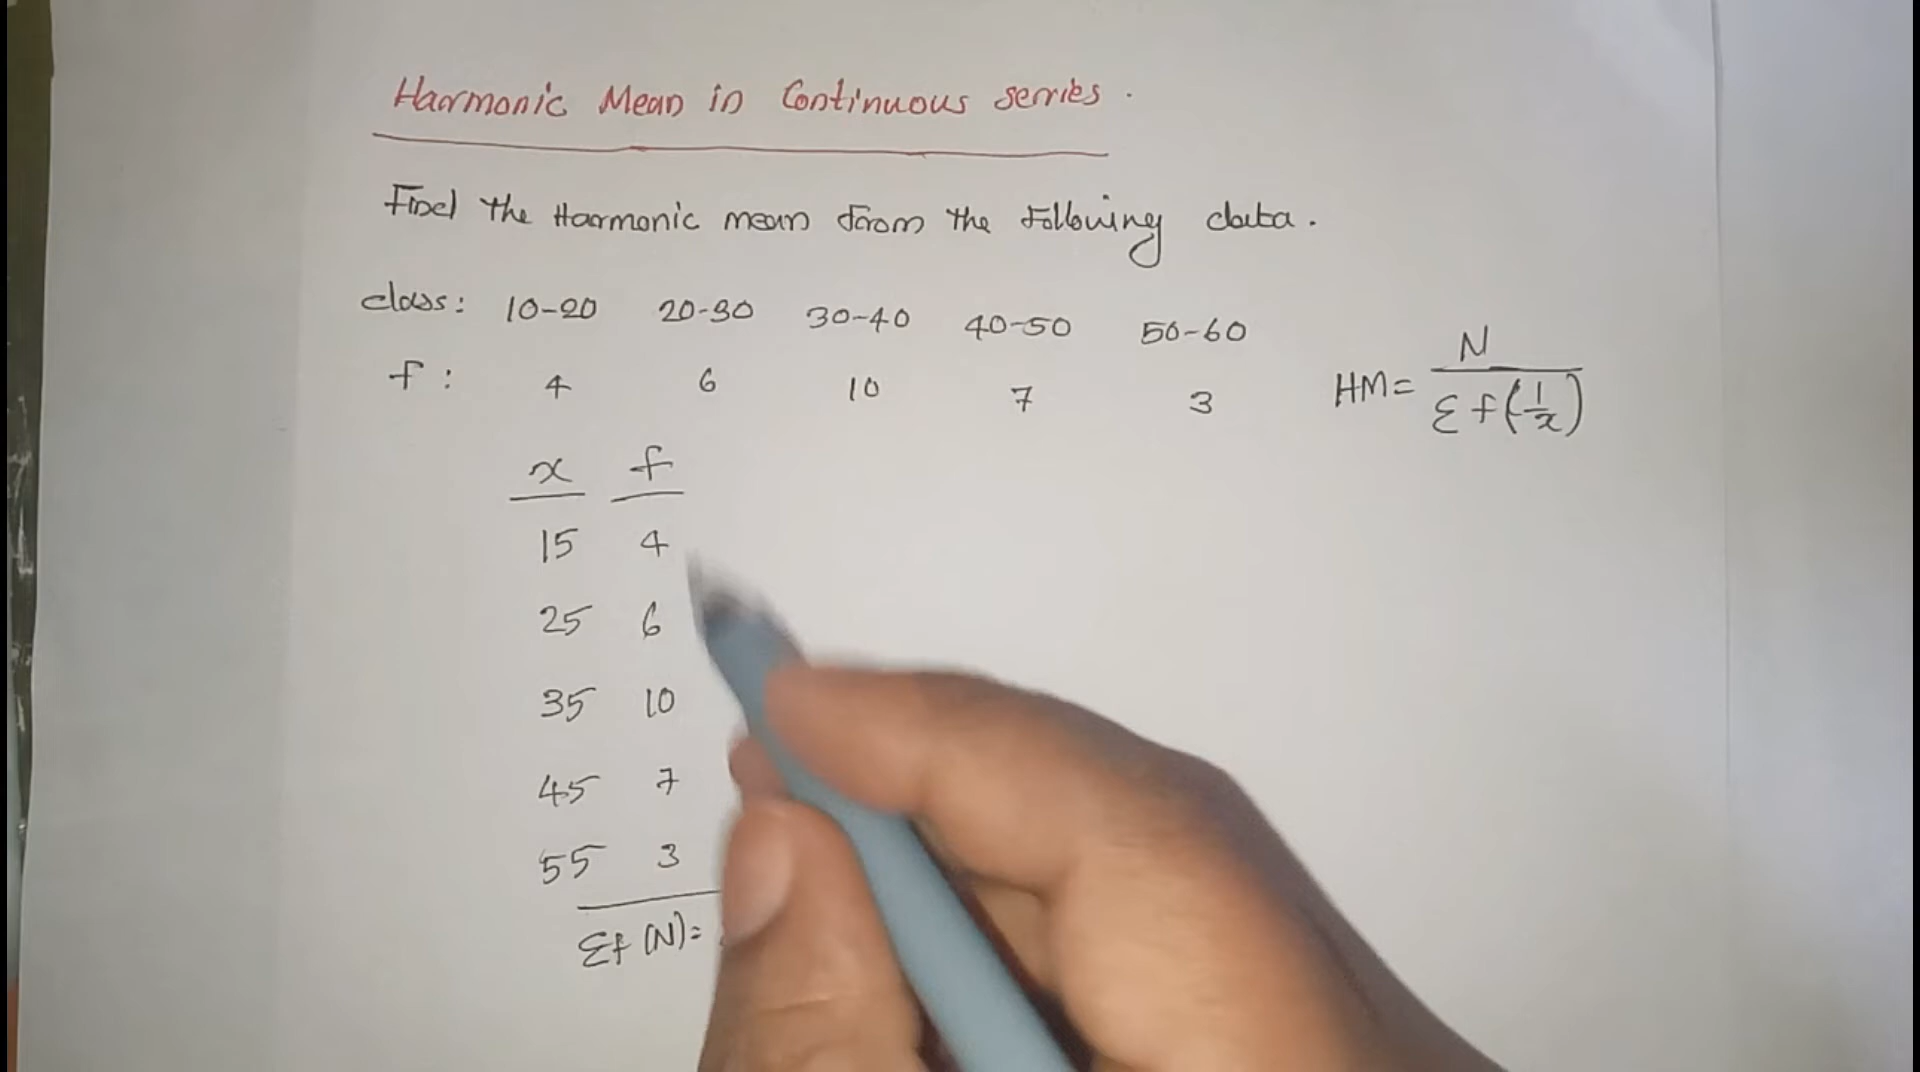 Harmonic Mean in Continuous series.
Find the Harmonic mean from the following data.
class: 10-20 20-30 30-40 40-50 50-60
f: 4 6 10 7 3
HM= N / Σf(1/x)
x f
15 4
25 6
35 10
45 7
55 3
Σf (N)=